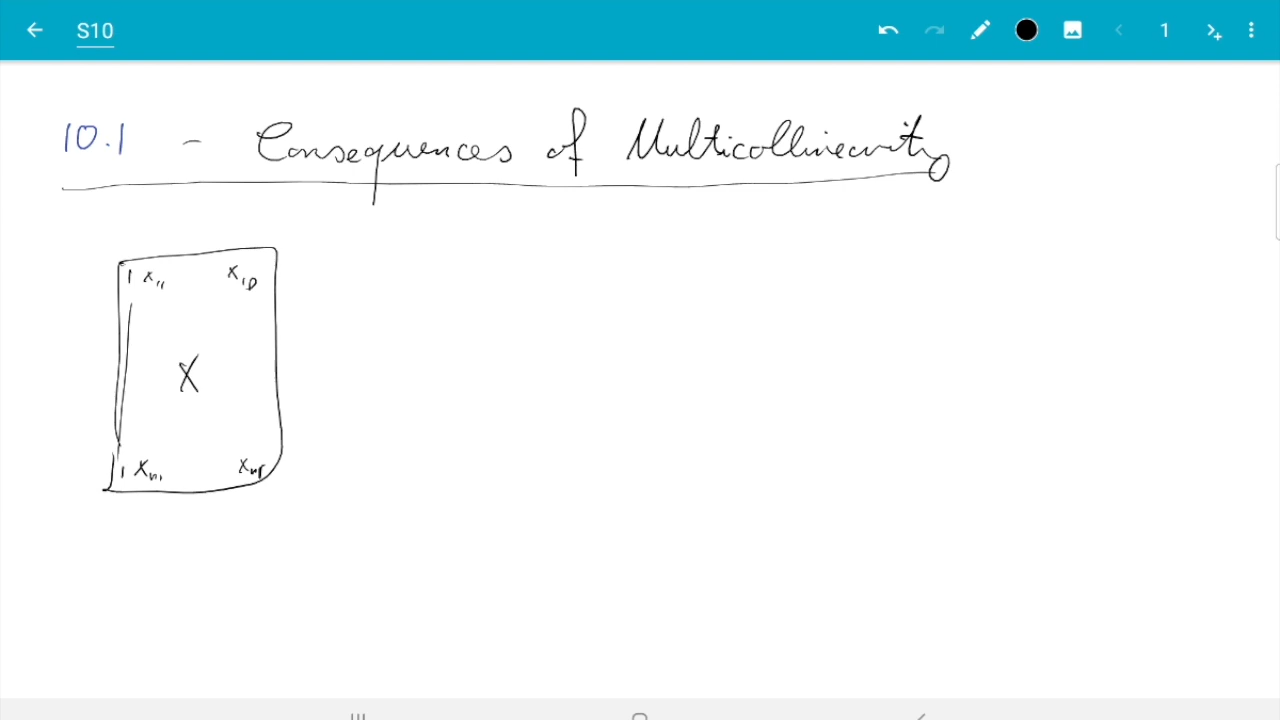 S10
1
10.1 - Consequences of Multicollinearity
1 x11 x1p
X
1 xn1 xnp